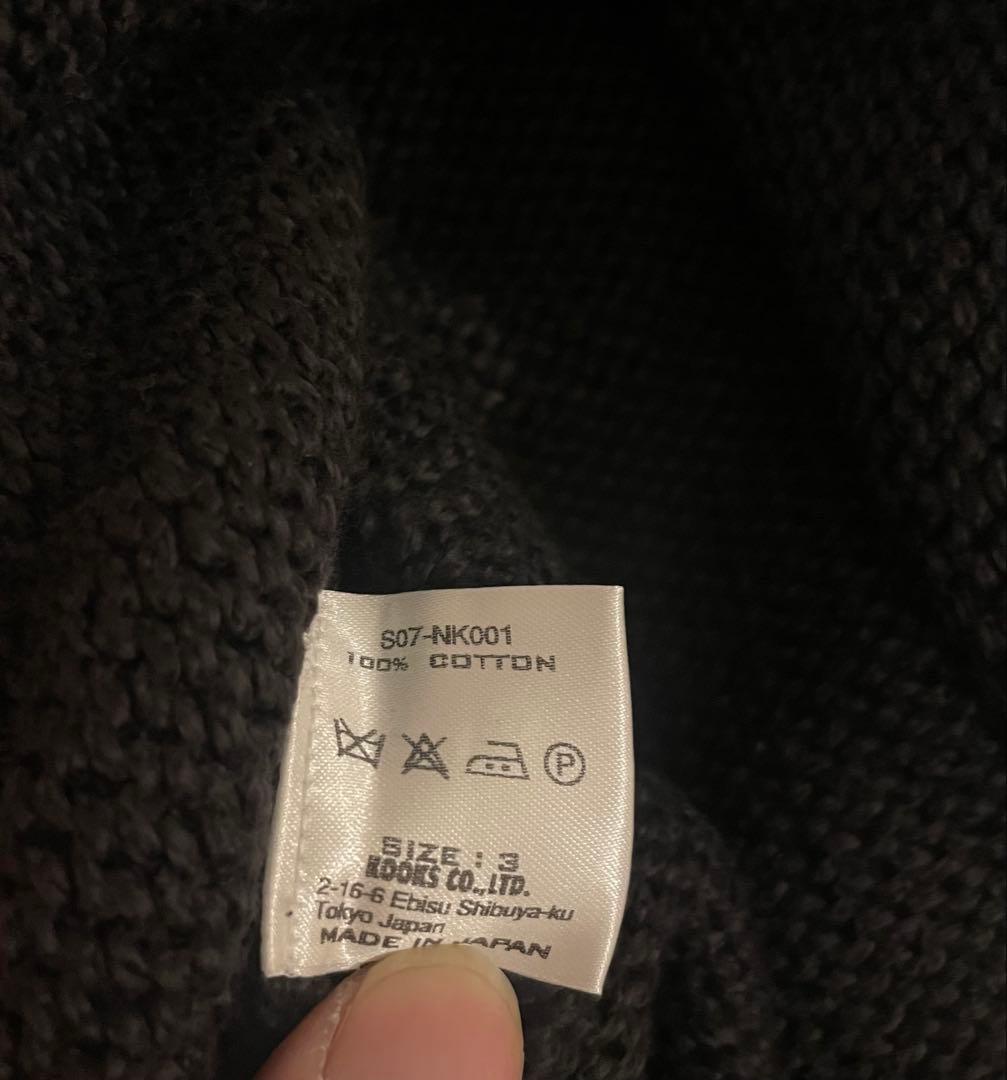 S07-NK001
100% COTTON
P
SIZE : 3
KOOKS CO.,LTD.
2-16-6 Ebisu Shibuya-ku
Tokyo Japan
MADE IN JAPAN